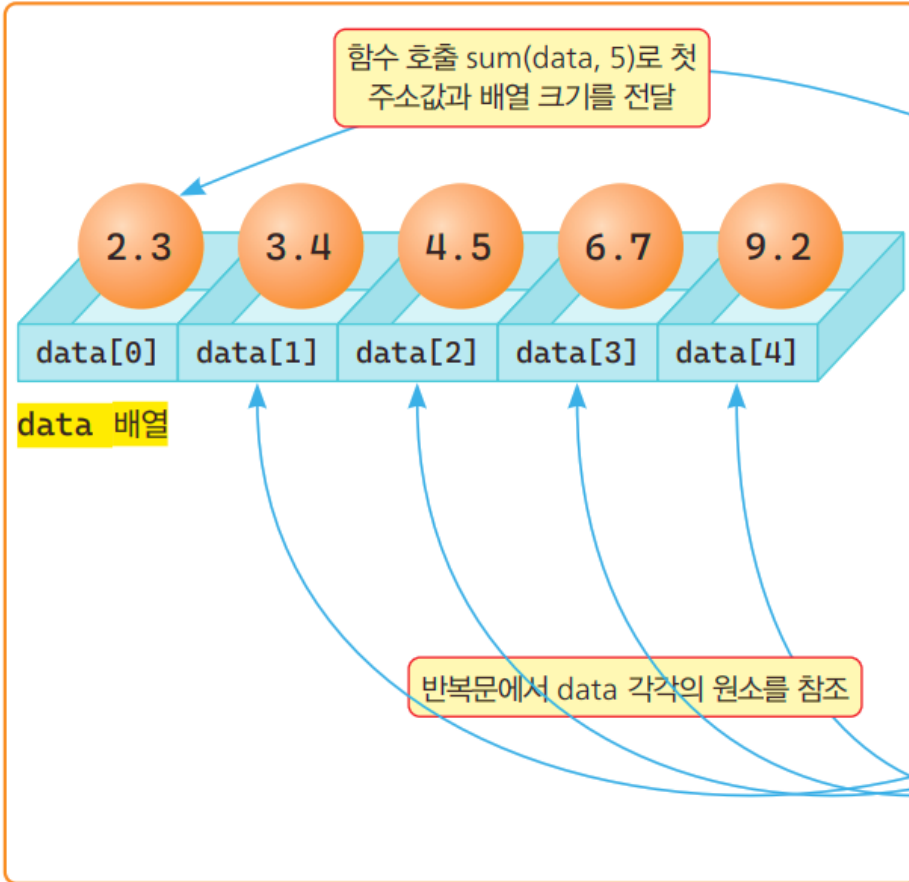 함수 호출 sum(data, 5)로 첫
주소값과 배열 크기를 전달
2.3 3.4 4.5 6.7 9.2
data[0] data[1] data[2] data[3] data[4]
data 배열
반복문에서 data 각각의 원소를 참조